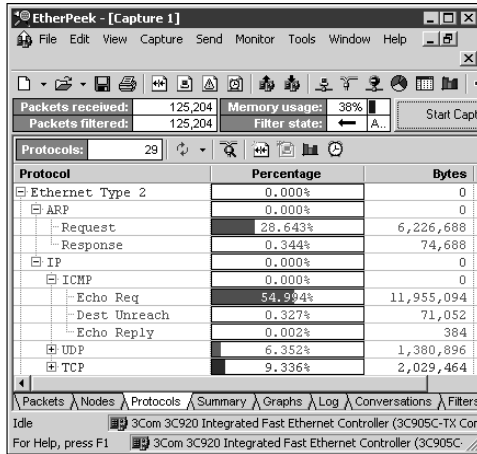 EtherPeek - [Capture 1]
File Edit View Capture Send Monitor Tools Window Help
Packets received: 125,204 Memory usage: 38%
Packets filtered: 125,204 Filter state: A..
Start Capt
Protocols: 29
Protocol Percentage Bytes
Ethernet Type 2 0.000% 0
ARP 0.000% 0
Request 28.643% 6,226,688
Response 0.344% 74,688
IP 0.000% 0
ICMP 0.000% 0
Echo Req 54.994% 11,955,094
Dest Unreach 0.327% 71,052
Echo Reply 0.002% 384
UDP 6.352% 1,380,896
TCP 9.336% 2,029,464
Packets Nodes Protocols Summary Graphs Log Conversations Filters
Idle 3Com 3C920 Integrated Fast Ethernet Controller (3C905C-TX Con
For Help, press F1 3Com 3C920 Integrated Fast Ethernet Controller (3C905C-